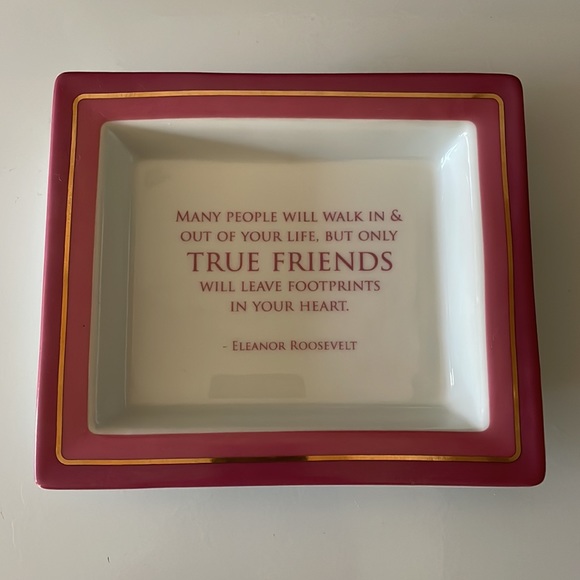 MANY PEOPLE WILL WALK IN &
OUT OF YOUR LIFE, BUT ONLY
TRUE FRIENDS
WILL LEAVE FOOTPRINTS
IN YOUR HEART.
- ELEANOR ROOSEVELT